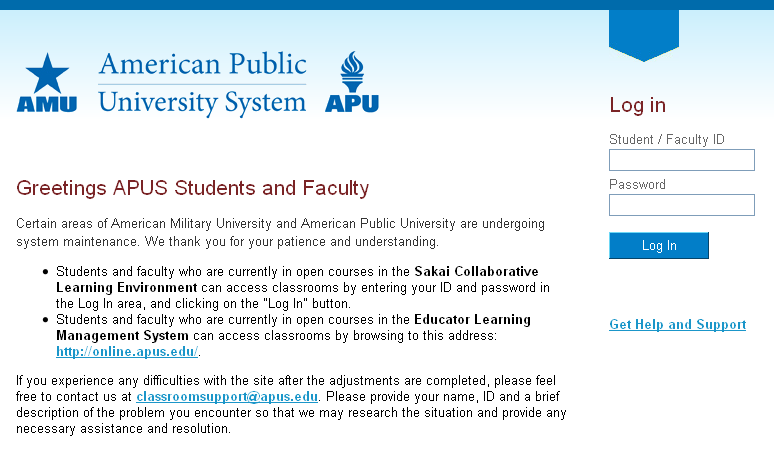 American Public
University System
AMU
APU
Log in
Student / Faculty ID
Password
Log In
Get Help and Support
Greetings APUS Students and Faculty
Certain areas of American Military University and American Public University are undergoing
system maintenance. We thank you for your patience and understanding.
Students and faculty who are currently in open courses in the Sakai Collaborative
Learning Environment can access classrooms by entering your ID and password in
the Log In area, and clicking on the "Log In" button.
Students and faculty who are currently in open courses in the Educator Learning
Management System can access classrooms by browsing to this address:
http://online.apus.edu/.
If you experience any difficulties with the site after the adjustments are completed, please feel
free to contact us at classroomsupport@apus.edu. Please provide your name, ID and a brief
description of the problem you encounter so that we may research the situation and provide any
necessary assistance and resolution.